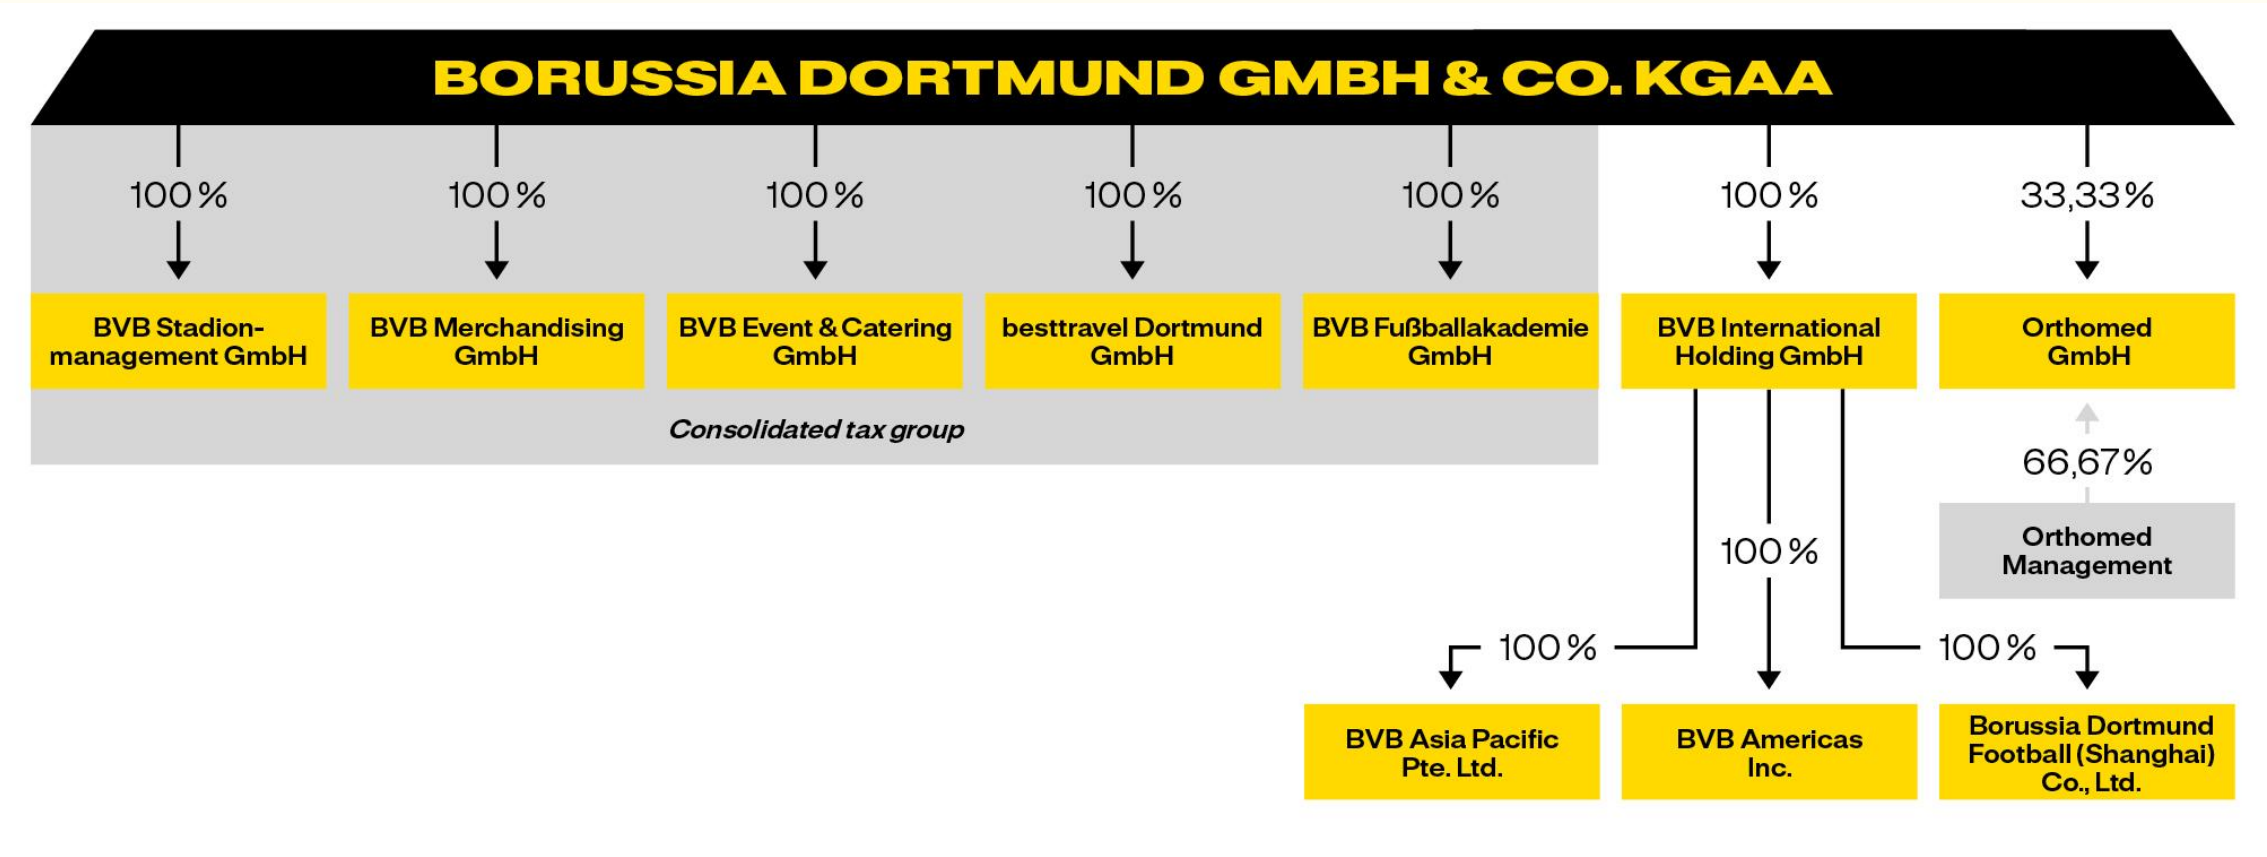 BORUSSIA DORTMUND GMBH & CO. KGAA
100 %
100 %
100 %
100 %
100 %
100 %
33,33%
BVB Stadion-
management GmbH
BVB Merchandising
GmbH
BVB Event & Catering
GmbH
besttravel Dortmund
GmbH
BVB Fußballakademie
GmbH
BVB International
Holding GmbH
Orthomed
GmbH
Consolidated tax group
66,67%
Orthomed
Management
100 %
100 %
100 %
BVB Asia Pacific
Pte. Ltd.
BVB Americas
Inc.
Borussia Dortmund
Football (Shanghai)
Co., Ltd.